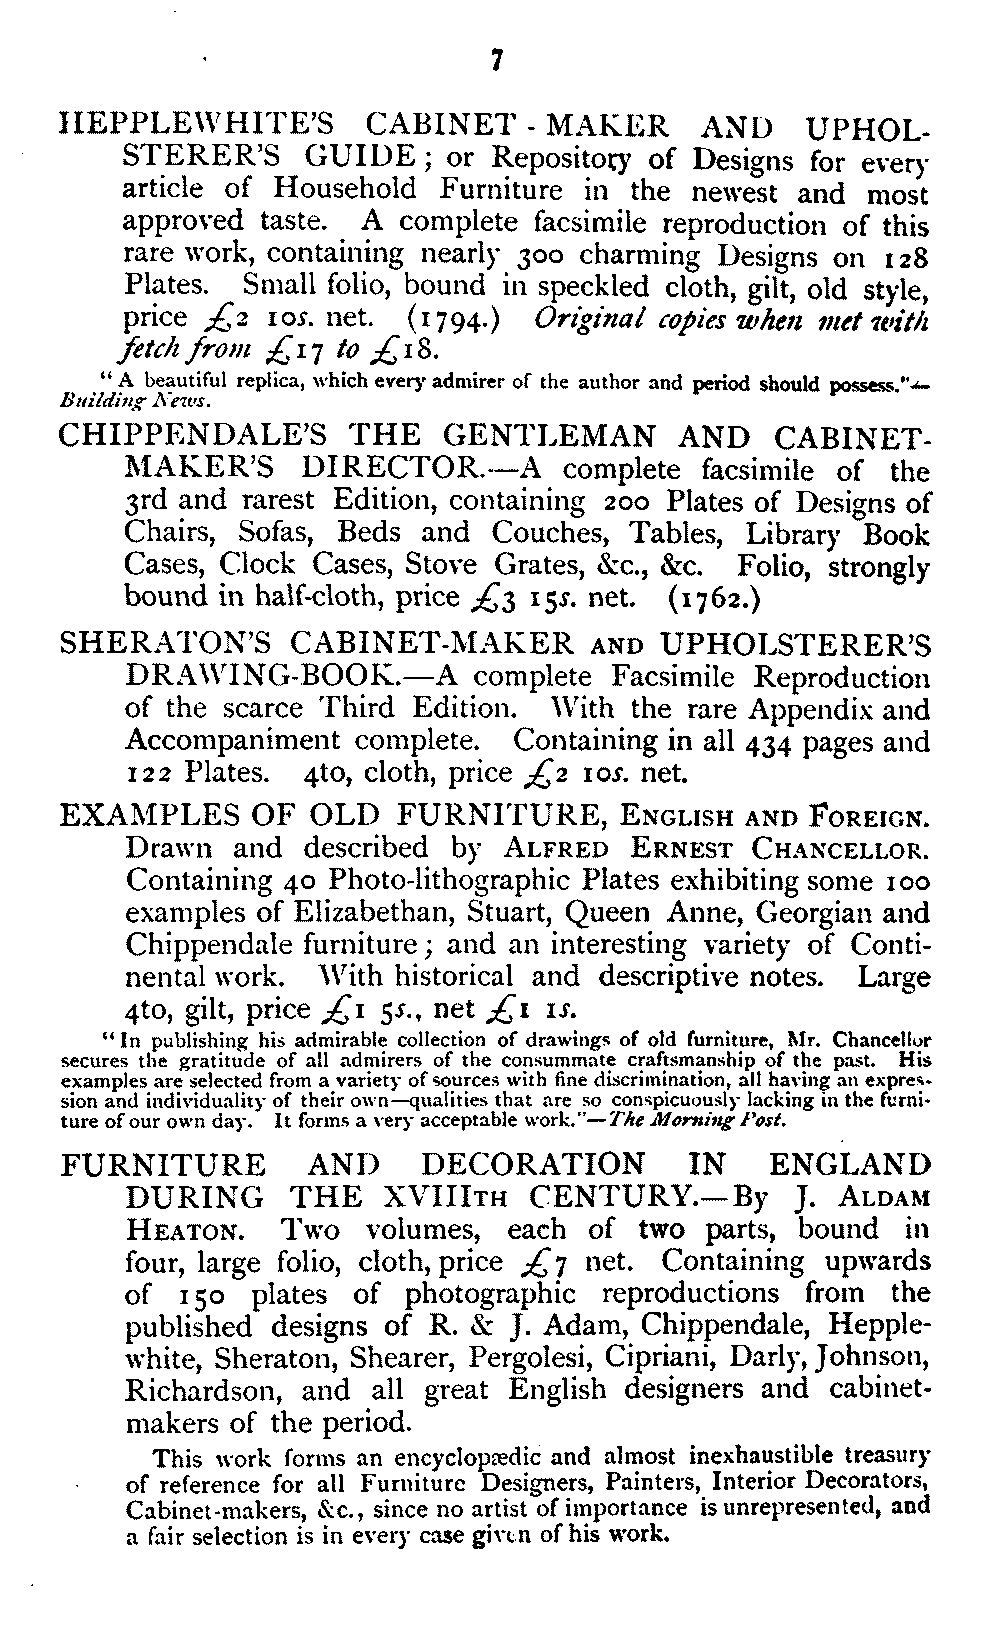 7
HEPPLEWHITE'S CABINET-MAKER AND UPHOL-
STERER'S GUIDE; or Repository of Designs for every
article of Household Furniture in the newest and most
approved taste. A complete facsimile reproduction of this
rare work, containing nearly 300 charming Designs on 128
Plates. Small folio, bound in speckled cloth, gilt, old style,
price £2 10s. net. (1794.) Original copies when met with
fetch from £17 to £18.
"A beautiful replica, which every admirer of the author and period should possess."—
Building News.
CHIPPENDALE'S THE GENTLEMAN AND CABINET-
MAKER'S DIRECTOR.—A complete facsimile of the
3rd and rarest Edition, containing 200 Plates of Designs of
Chairs, Sofas, Beds and Couches, Tables, Library Book
Cases, Clock Cases, Stove Grates, &c., &c. Folio, strongly
bound in half-cloth, price £3 15s. net. (1762.)
SHERATON'S CABINET-MAKER AND UPHOLSTERER'S
DRAWING-BOOK.—A complete Facsimile Reproduction
of the scarce Third Edition. With the rare Appendix and
Accompaniment complete. Containing in all 434 pages and
122 Plates. 4to, cloth, price £2 10s. net.
EXAMPLES OF OLD FURNITURE, ENGLISH AND FOREIGN.
Drawn and described by ALFRED ERNEST CHANCELLOR.
Containing 40 Photo-lithographic Plates exhibiting some 100
examples of Elizabethan, Stuart, Queen Anne, Georgian and
Chippendale furniture; and an interesting variety of Conti-
nental work. With historical and descriptive notes. Large
4to, gilt, price £1 5s., net £1 1s.
"In publishing his admirable collection of drawings of old furniture, Mr. Chancellor
secures the gratitude of all admirers of the consummate craftsmanship of the past. His
examples are selected from a variety of sources with fine discrimination, all having an expres-
sion and individuality of their own—qualities that are so conspicuously lacking in the furni-
ture of our own day. It forms a very acceptable work."—The Morning Post.
FURNITURE AND DECORATION IN ENGLAND
DURING THE XVIIITH CENTURY.—By J. ALDAM
HEATON. Two volumes, each of two parts, bound in
four, large folio, cloth, price £7 net. Containing upwards
of 150 plates of photographic reproductions from the
published designs of R. & J. Adam, Chippendale, Hepple-
white, Sheraton, Shearer, Pergolesi, Cipriani, Darly, Johnson,
Richardson, and all great English designers and cabinet-
makers of the period.
This work forms an encyclopædic and almost inexhaustible treasury
of reference for all Furniture Designers, Painters, Interior Decorators,
Cabinet-makers, &c., since no artist of importance is unrepresented, and
a fair selection is in every case given of his work.